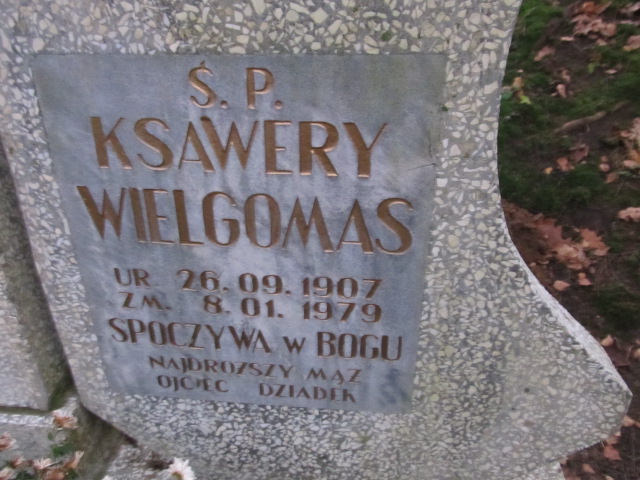 Ś. P.
KSAWERY
WIELGOMAS
UR. 26.09.1907
ZM. 8.01.1979
SPOCZYWA w BOGU
NAJDROŻSZY MĄŻ
OJCIEC DZIADEK